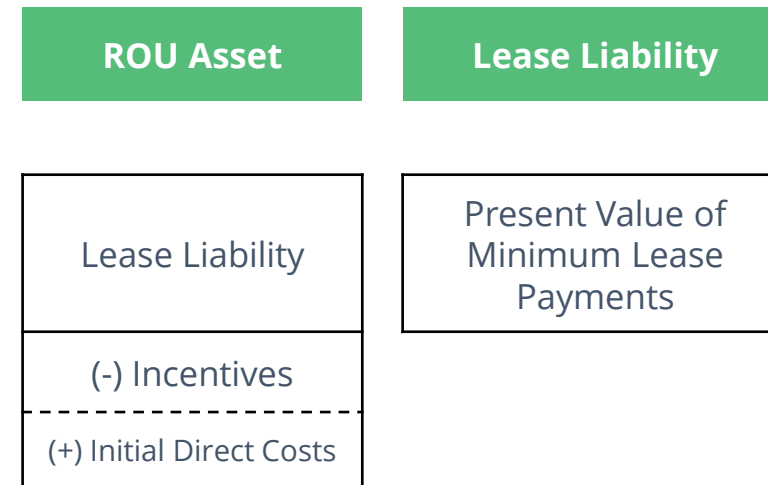 ROU Asset
Lease Liability
Lease Liability
Present Value of
Minimum Lease
Payments
(-) Incentives
(+) Initial Direct Costs